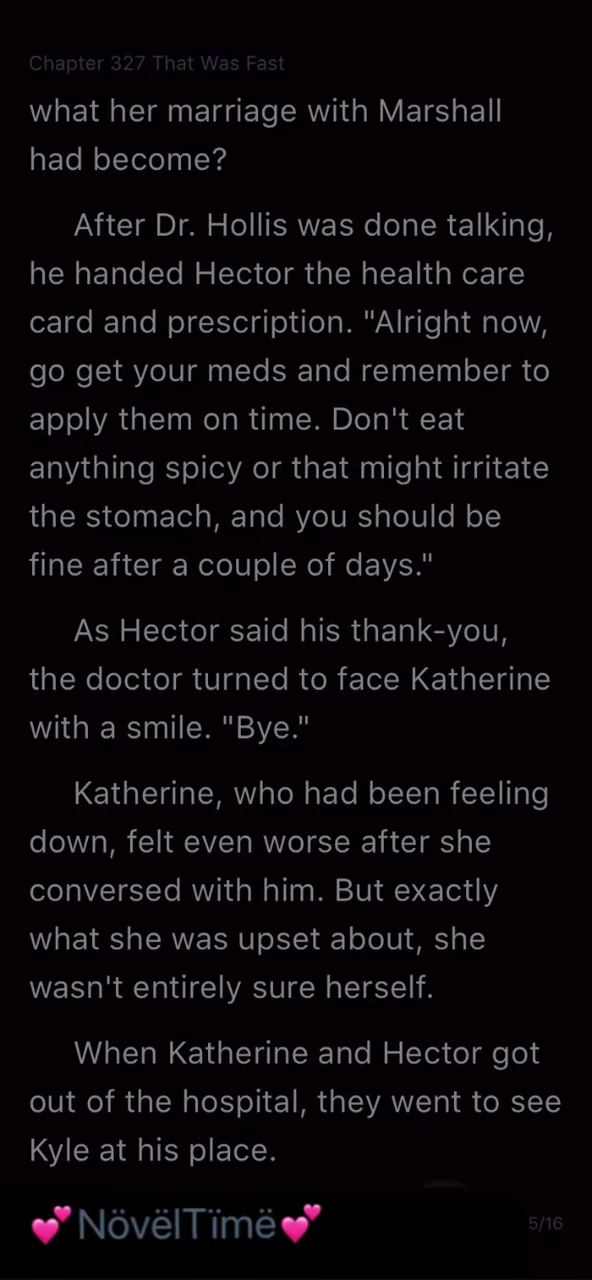 Chapter 327 That Was Fast
what her marriage with Marshall
had become?
After Dr. Hollis was done talking,
he handed Hector the health care
card and prescription. "Alright now,
go get your meds and remember to
apply them on time. Don't eat
anything spicy or that might irritate
the stomach, and you should be
fine after a couple of days."
As Hector said his thank-you,
the doctor turned to face Katherine
with a smile. "Bye."
Katherine, who had been feeling
down, felt even worse after she
conversed with him. But exactly
what she was upset about, she
wasn't entirely sure herself.
When Katherine and Hector got
out of the hospital, they went to see
Kyle at his place.
💕NövëlTïmë💕
5/16